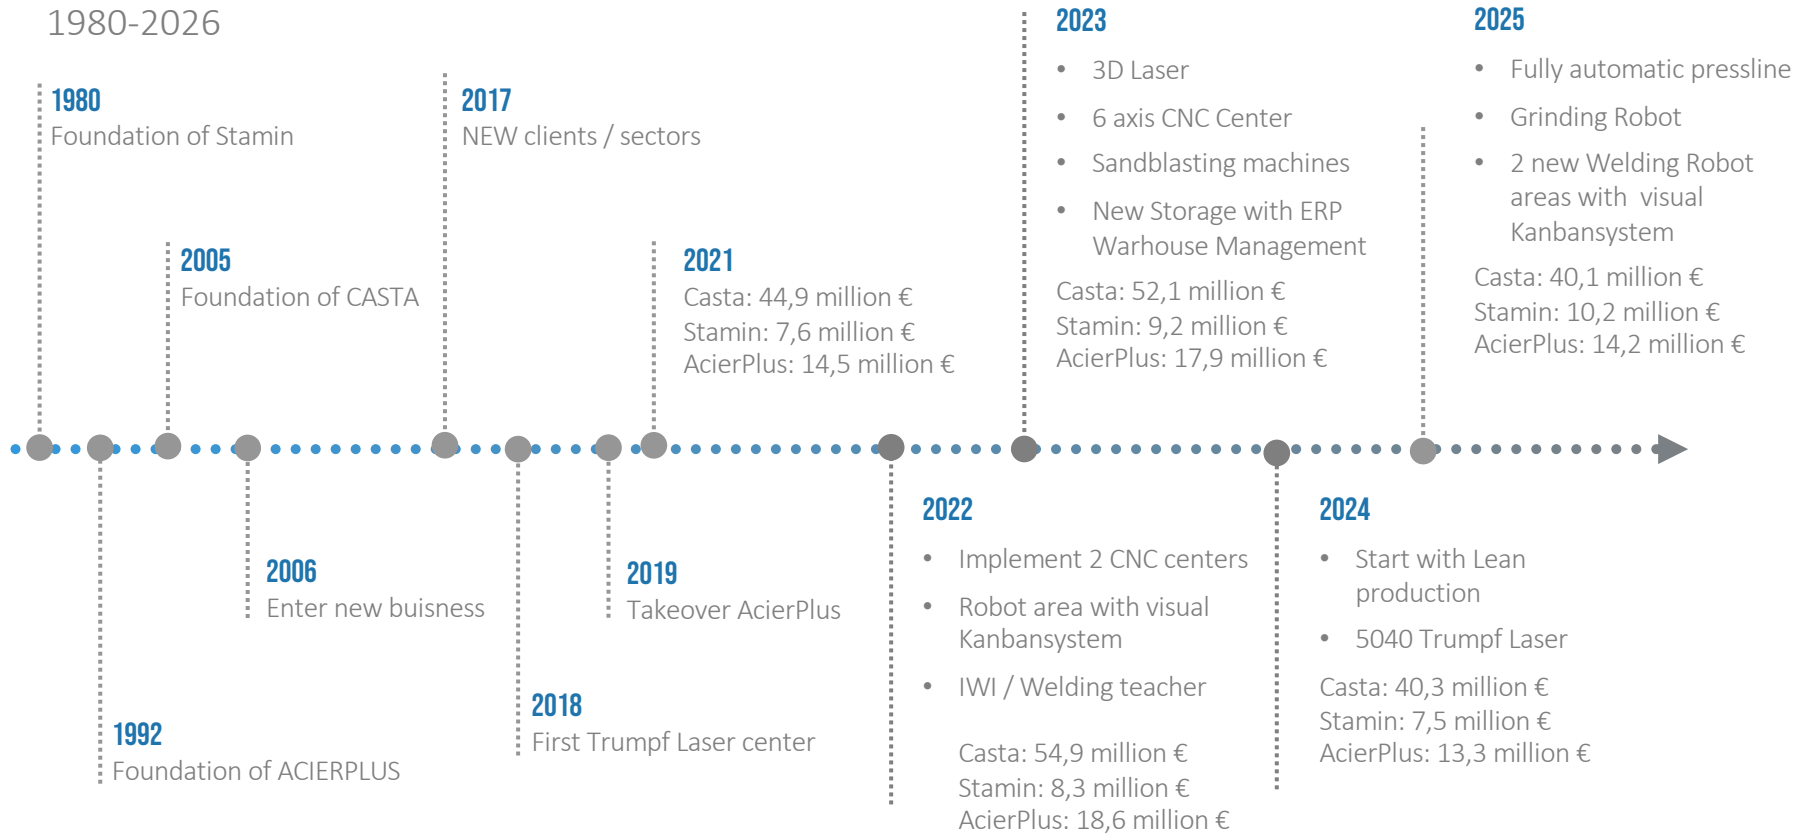 1980-2026
1980
Foundation of Stamin
1992
Foundation of ACIERPLUS
2005
Foundation of CASTA
2006
Enter new buisness
2017
NEW clients / sectors
2018
First Trumpf Laser center
2019
Takeover AcierPlus
2021
Casta: 44,9 million €
Stamin: 7,6 million €
AcierPlus: 14,5 million €
2022
• Implement 2 CNC centers
• Robot area with visual
Kanbansystem
• IWI / Welding teacher
Casta: 54,9 million €
Stamin: 8,3 million €
AcierPlus: 18,6 million €
2023
• 3D Laser
• 6 axis CNC Center
• Sandblasting machines
• New Storage with ERP
Warhouse Management
Casta: 52,1 million €
Stamin: 9,2 million €
AcierPlus: 17,9 million €
2024
• Start with Lean
production
• 5040 Trumpf Laser
Casta: 40,3 million €
Stamin: 7,5 million €
AcierPlus: 13,3 million €
2025
• Fully automatic pressline
• Grinding Robot
• 2 new Welding Robot
areas with  visual
Kanbansystem
Casta: 40,1 million €
Stamin: 10,2 million €
AcierPlus: 14,2 million €